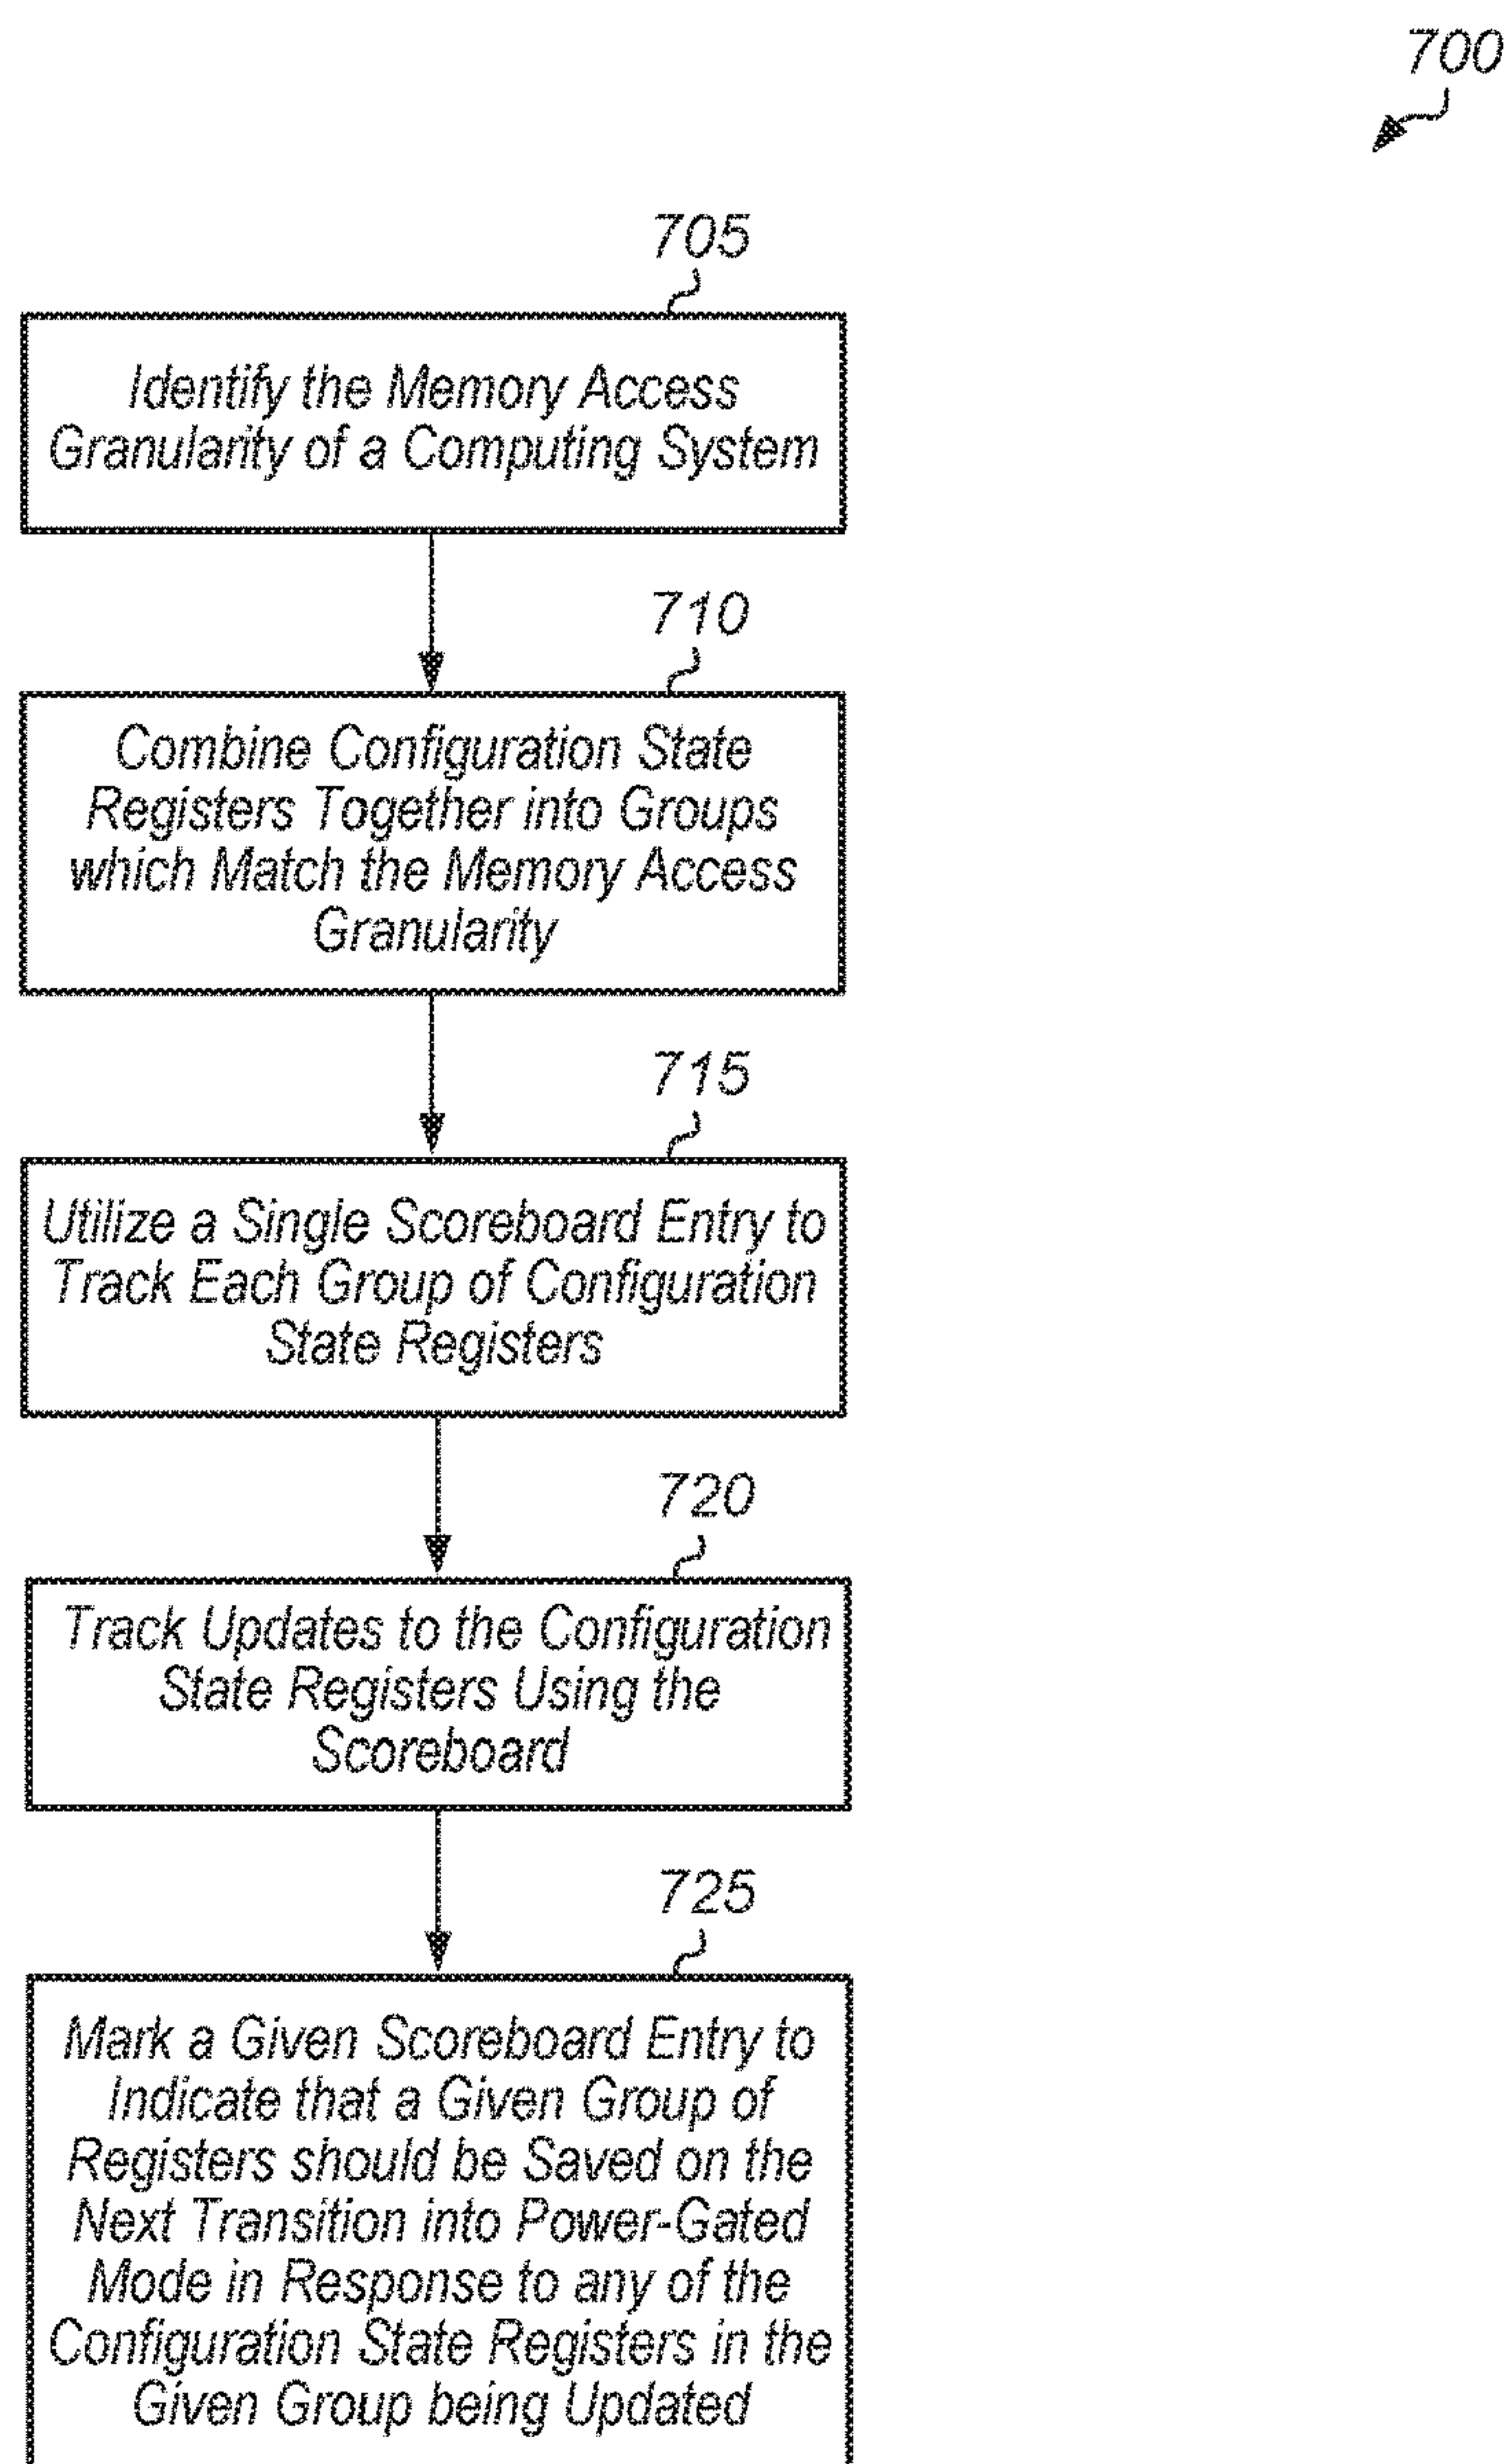 700
705
Identify the Memory Access
Granularity of a Computing System
710
Combine Configuration State
Registers Together into Groups
which Match the Memory Access
Granularity
715
Utilize a Single Scoreboard Entry to
Track Each Group of Configuration
State Registers
720
Track Updates to the Configuration
State Registers Using the
Scoreboard
725
Mark a Given Scoreboard Entry to
Indicate that a Given Group of
Registers should be Saved on the
Next Transition into Power-Gated
Mode in Response to any of the
Configuration State Registers in the
Given Group being Updated